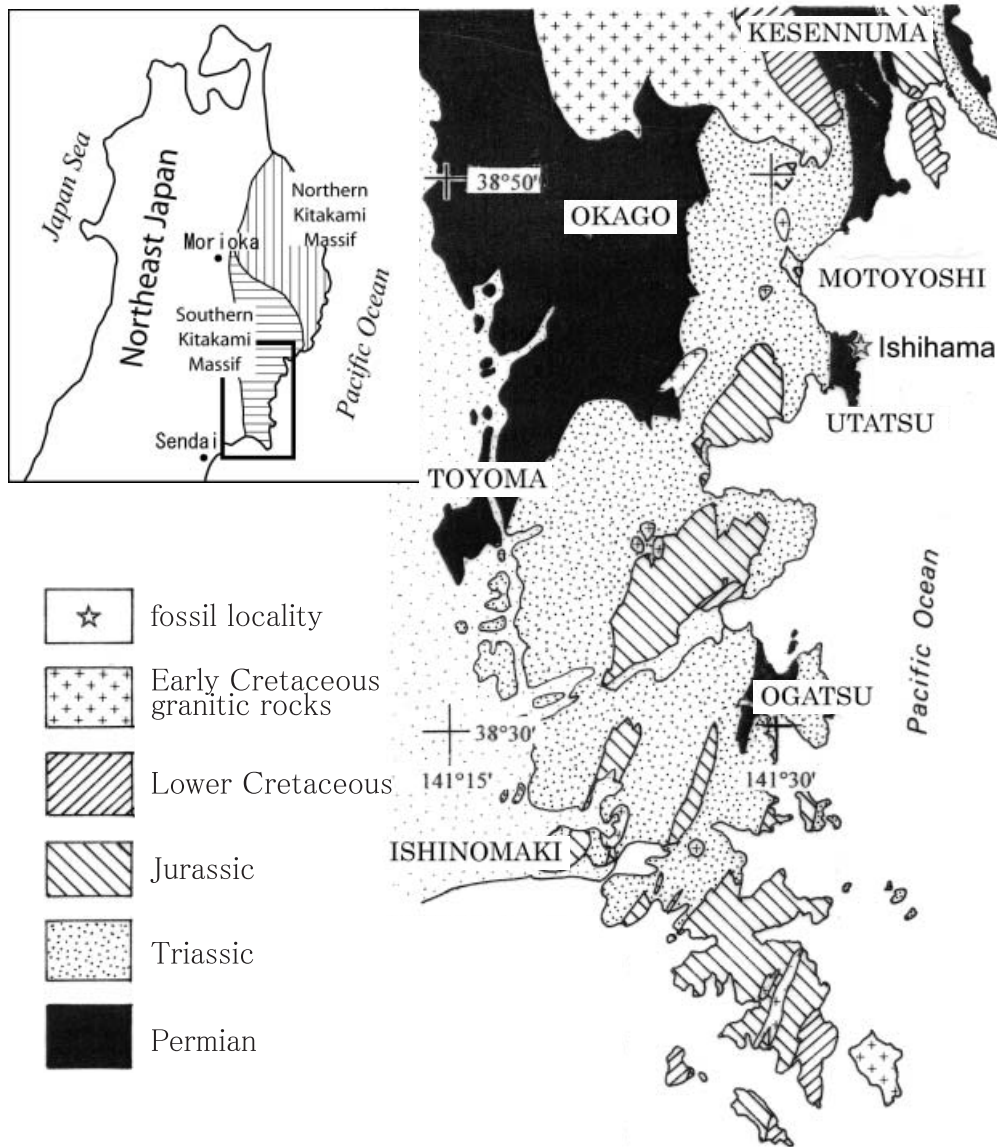 Japan Sea
Northeast Japan
Northern
Kitakami
Massif
Morioka
Southern
Kitakami
Massif
Pacific Ocean
Sendai
KESENNUMA
38°50'
OKAGO
MOTOYOSHI
Ishihama
UTATSU
TOYOMA
Pacific Ocean
OGATSU
38°30'
141°15'
141°30'
ISHINOMAKI
fossil locality
Early Cretaceous
granitic rocks
Lower Cretaceous
Jurassic
Triassic
Permian